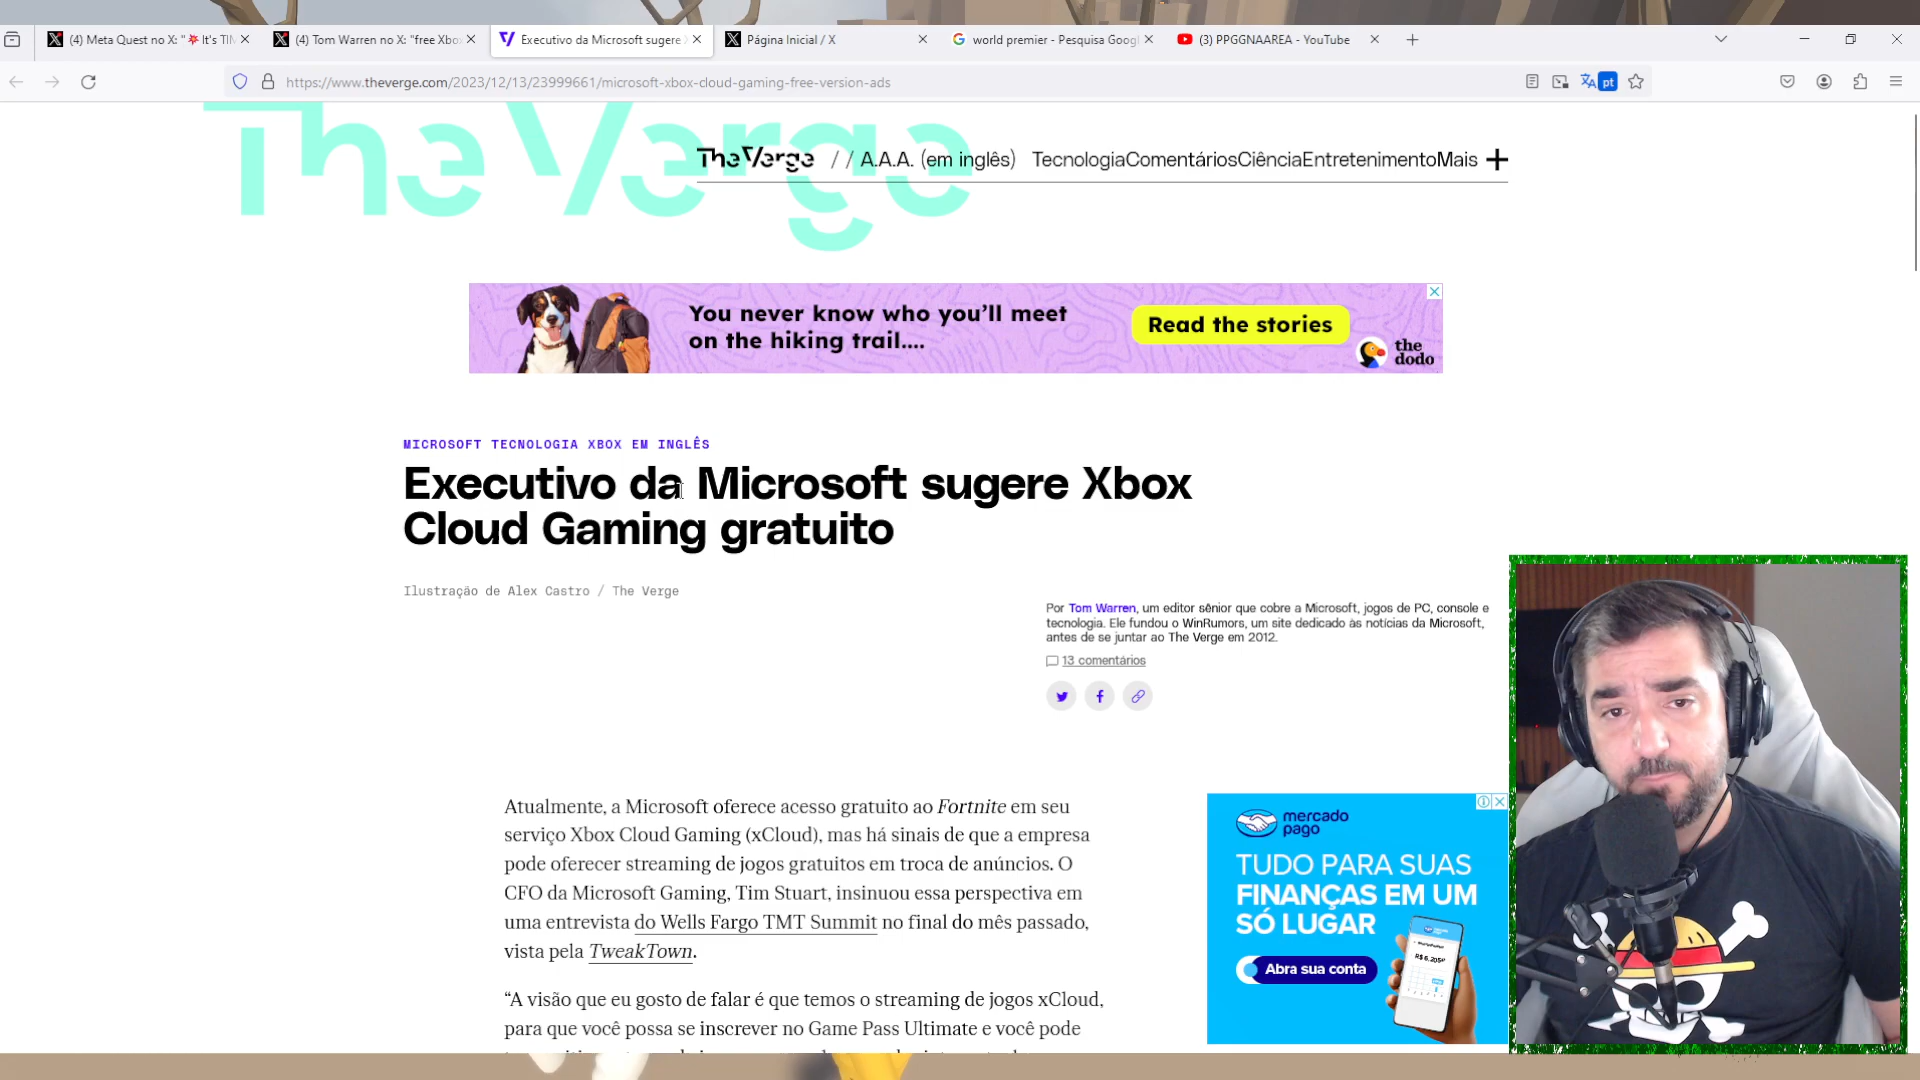 (4) Meta Quest no X: "💥It's TIM
(4) Tom Warren no X: "free Xbox
Executivo da Microsoft sugere X
Página Inicial / X
world premier - Pesquisa Googl
(3) PPGGNAAREA - YouTube
https://www.theverge.com/2023/12/13/23999661/microsoft-xbox-cloud-gaming-free-version-ads
pt
The Verge
TheVerge // A.A.A. (em inglês) TecnologiaComentáriosCiênciaEntretenimentoMais
You never know who you'll meet
on the hiking trail....
Read the stories
the
dodo
MICROSOFT TECNOLOGIA XBOX EM INGLÊS
Executivo da Microsoft sugere Xbox
Cloud Gaming gratuito
Ilustração de Alex Castro / The Verge
Por Tom Warren, um editor sênior que cobre a Microsoft, jogos de PC, console e
tecnologia. Ele fundou o WinRumors, um site dedicado às notícias da Microsoft,
antes de se juntar ao The Verge em 2012.
13 comentários
Atualmente, a Microsoft oferece acesso gratuito ao Fortnite em seu
serviço Xbox Cloud Gaming (xCloud), mas há sinais de que a empresa
pode oferecer streaming de jogos gratuitos em troca de anúncios. O
CFO da Microsoft Gaming, Tim Stuart, insinuou essa perspectiva em
uma entrevista do Wells Fargo TMT Summit no final do mês passado,
vista pela TweakTown.
"A visão que eu gosto de falar é que temos o streaming de jogos xCloud,
para que você possa se inscrever no Game Pass Ultimate e você pode
mercado
pago
TUDO PARA SUAS
FINANÇAS EM UM
SÓ LUGAR
Abra sua conta